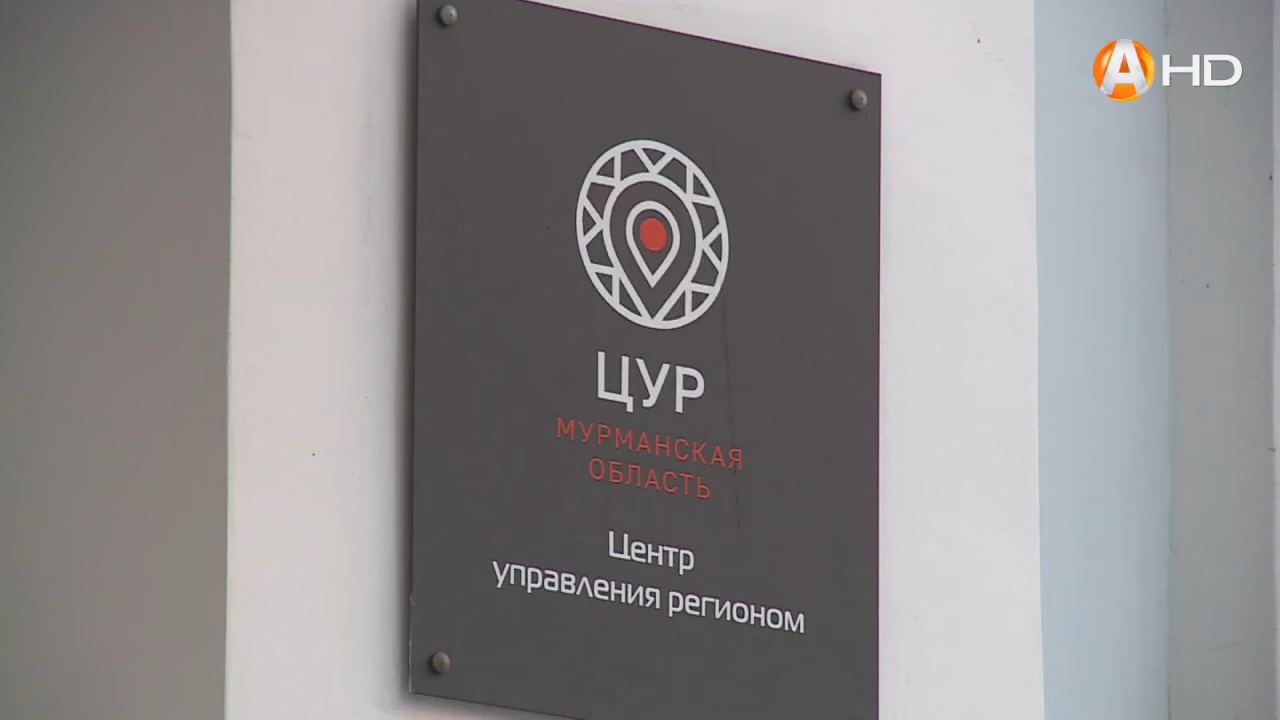 А HD
ЦУР
МУРМАНСКАЯ
ОБЛАСТЬ
Центр
управления регионом